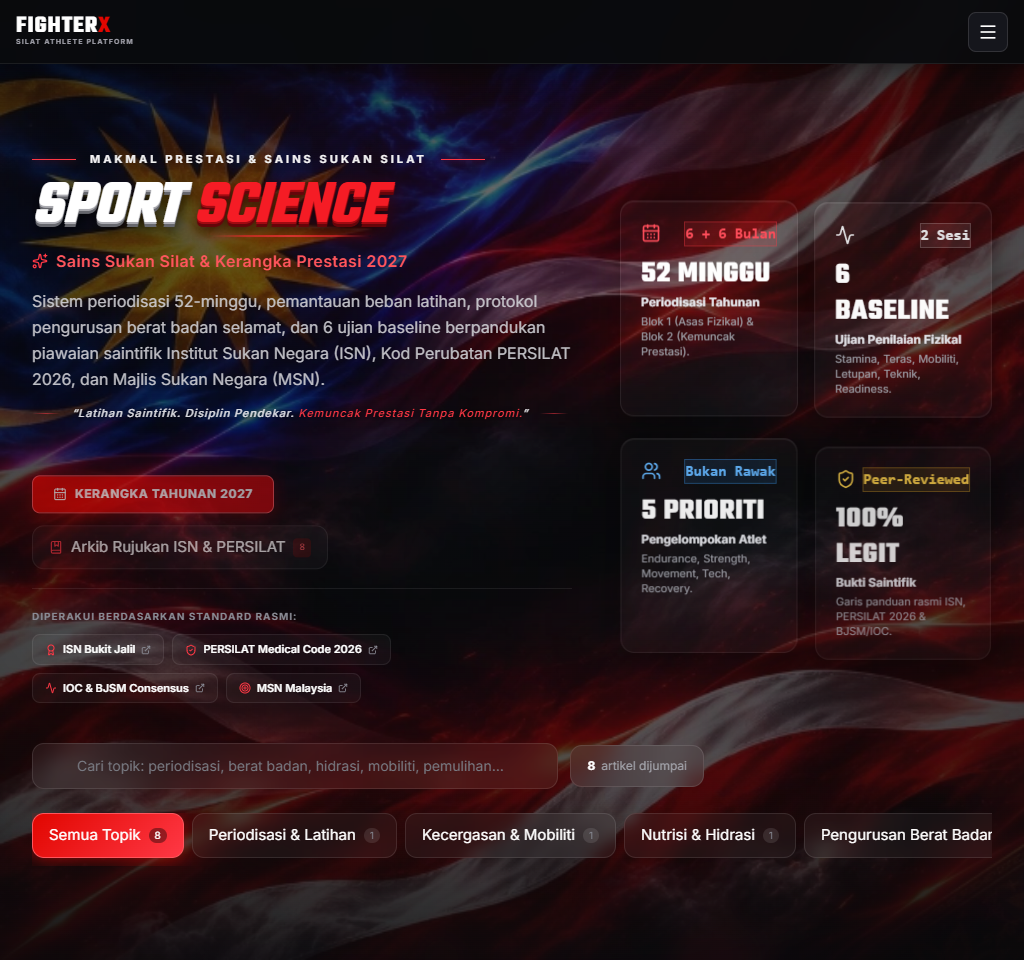 FIGHTERX
SILAT ATHLETE PLATFORM
MAKMAL PRESTASI & SAINS SUKAN SILAT
SPORT SCIENCE
Sains Sukan Silat & Kerangka Prestasi 2027
Sistem periodisasi 52-minggu, pemantauan beban latihan, protokol
pengurusan berat badan selamat, dan 6 ujian baseline berpandukan
piawaian saintifik Institut Sukan Negara (ISN), Kod Perubatan PERSILAT
2026, dan Majlis Sukan Negara (MSN).
"Latihan Saintifik. Disiplin Pendekar. Kemuncak Prestasi Tanpa Kompromi."
KERANGKA TAHUNAN 2027
Arkib Rujukan ISN & PERSILAT 8
DIPERAKUI BERDASARKAN STANDARD RASMI:
ISN Bukit Jalil
PERSILAT Medical Code 2026
IOC & BJSM Consensus
MSN Malaysia
6 + 6 Bulan
52 MINGGU
Periodisasi Tahunan
Blok 1 (Asas Fizikal) &
Blok 2 (Kemuncak
Prestasi).
2 Sesi
6
BASELINE
Ujian Penilaian Fizikal
Stamina, Teras, Mobiliti,
Letupan, Teknik,
Readiness.
Bukan Rawak
5 PRIORITI
Pengelompokan Atlet
Endurance, Strength,
Movement, Tech,
Recovery.
Peer-Reviewed
100%
LEGIT
Bukti Saintifik
Garis panduan rasmi ISN,
PERSILAT 2026 &
BJSM/IOC.
Cari topik: periodisasi, berat badan, hidrasi, mobiliti, pemulihan...
8 artikel dijumpai
Semua Topik 8
Periodisasi & Latihan 1
Kecergasan & Mobiliti 1
Nutrisi & Hidrasi 1
Pengurusan Berat Badan